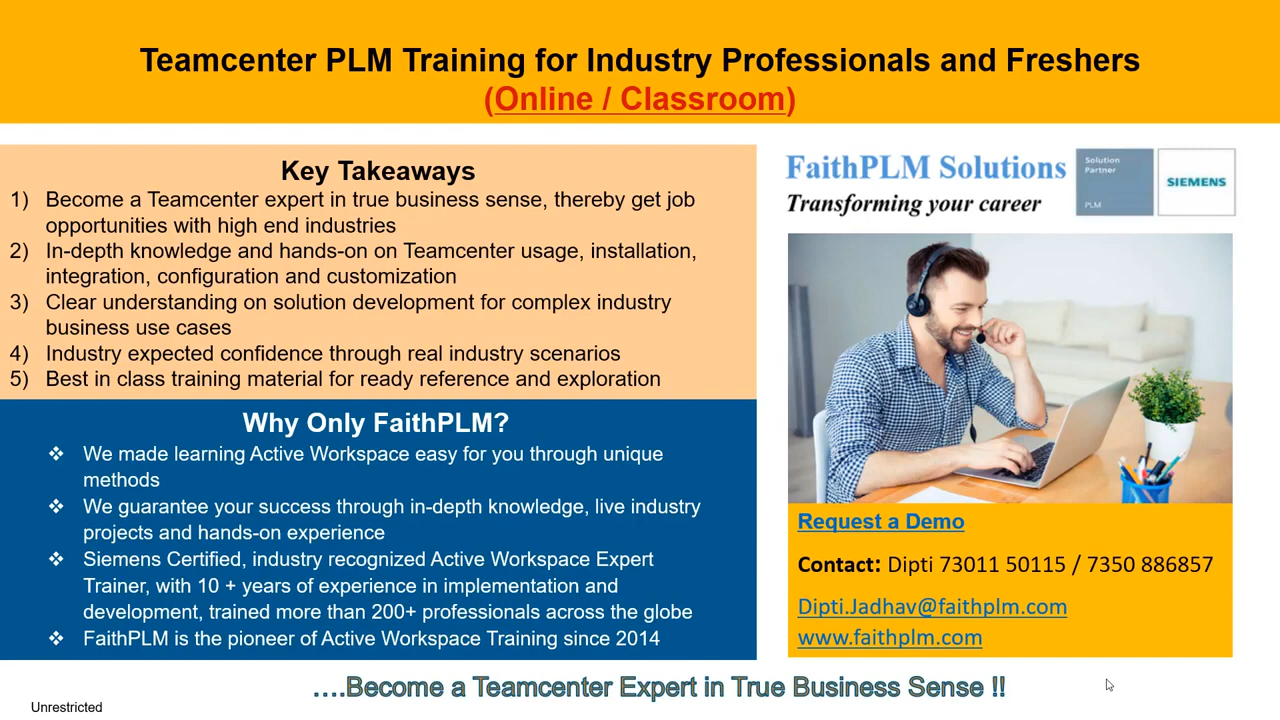 Teamcenter PLM Training for Industry Professionals and Freshers
(Online / Classroom)
Key Takeaways
1) Become a Teamcenter expert in true business sense, thereby get job
opportunities with high end industries
2) In-depth knowledge and hands-on on Teamcenter usage, installation,
integration, configuration and customization
3) Clear understanding on solution development for complex industry
business use cases
4) Industry expected confidence through real industry scenarios
5) Best in class training material for ready reference and exploration
Why Only FaithPLM?
❖ We made learning Active Workspace easy for you through unique
methods
❖ We guarantee your success through in-depth knowledge, live industry
projects and hands-on experience
❖ Siemens Certified, industry recognized Active Workspace Expert
Trainer, with 10 + years of experience in implementation and
development, trained more than 200+ professionals across the globe
❖ FaithPLM is the pioneer of Active Workspace Training since 2014
FaithPLM Solutions
Transforming your career
Solution
Partner
PLM
SIEMENS
Request a Demo
Contact: Dipti 73011 50115 / 7350 886857
Dipti.Jadhav@faithplm.com
www.faithplm.com
....Become a Teamcenter Expert in True Business Sense !!
Unrestricted